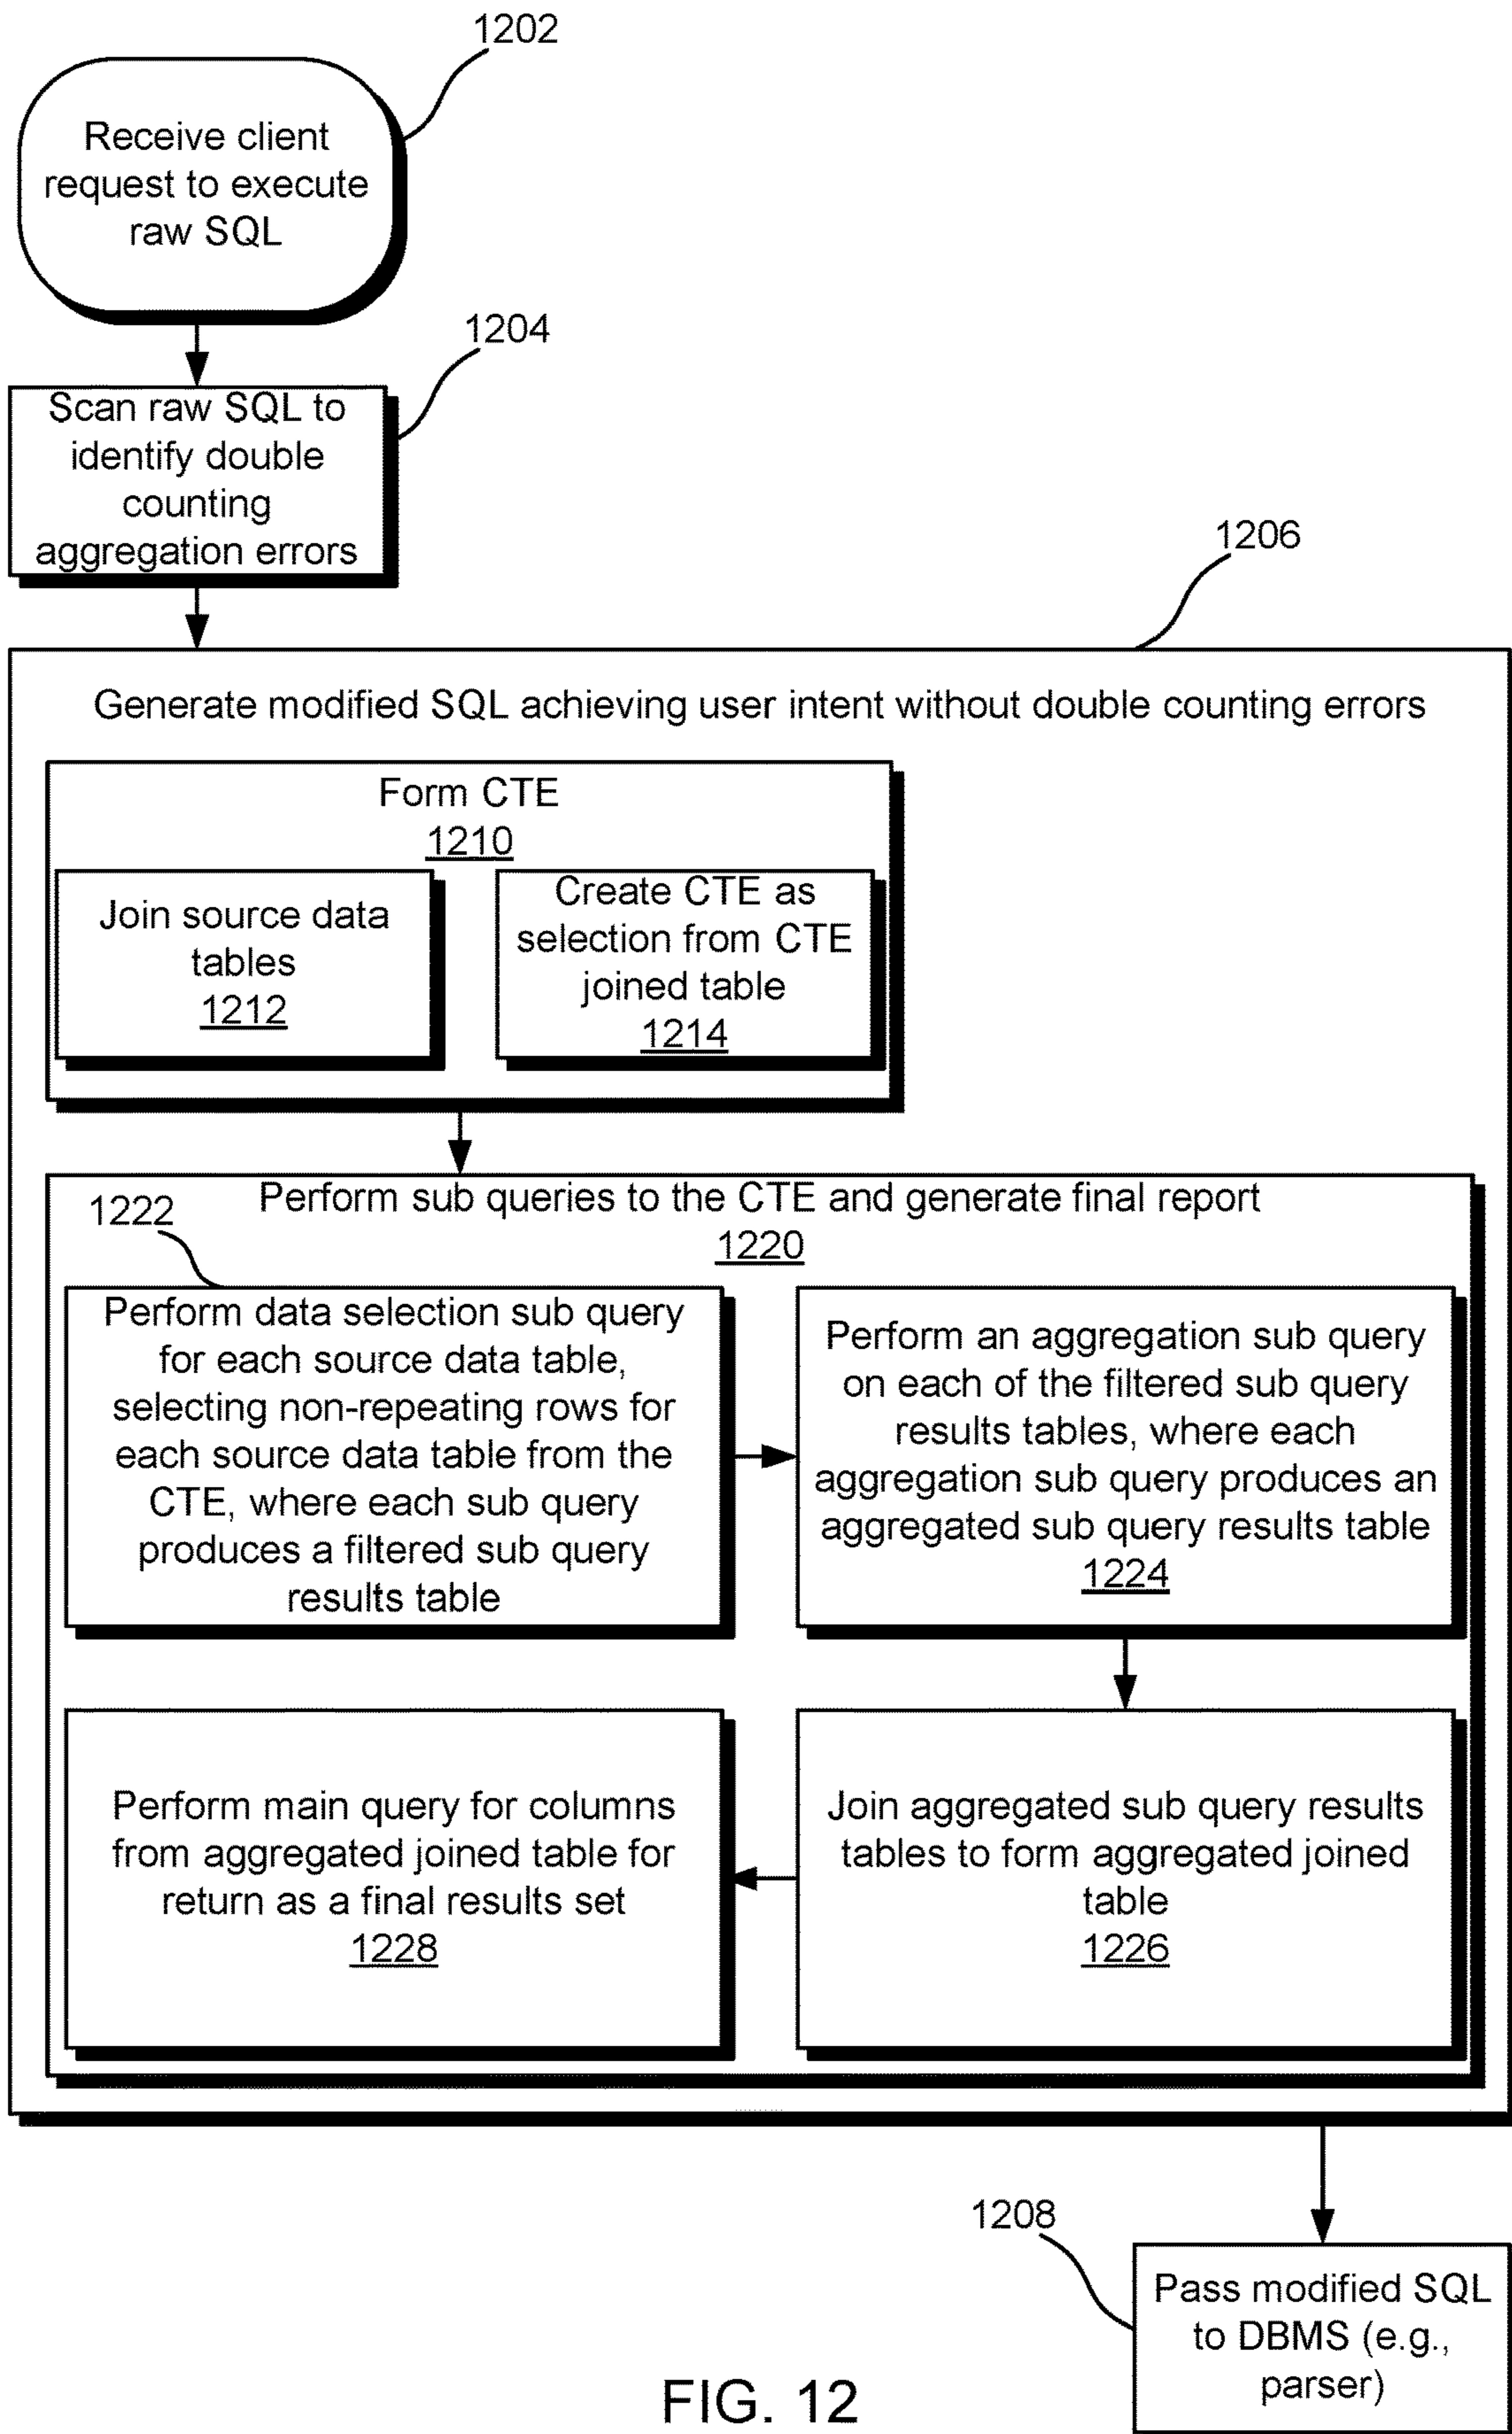 1202
Receive client
request to execute
raw SQL
1204
Scan raw SQL to
identify double
counting
aggregation errors
1206
Generate modified SQL achieving user intent without double counting errors
Form CTE
1210
Join source data
tables
1212
Create CTE as
selection from CTE
joined table
1214
Perform sub queries to the CTE and generate final report
1220
1222
Perform data selection sub query
for each source data table,
selecting non-repeating rows for
each source data table from the
CTE, where each sub query
produces a filtered sub query
results table
Perform an aggregation sub query
on each of the filtered sub query
results tables, where each
aggregation sub query produces an
aggregated sub query results table
1224
Join aggregated sub query results
tables to form aggregated joined
table
1226
Perform main query for columns
from aggregated joined table for
return as a final results set
1228
1208
Pass modified SQL
to DBMS (e.g.,
parser)
FIG. 12